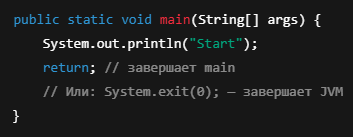 public static void main(String[] args) {
    System.out.println("Start");
    return; // завершает main
    // Или: System.exit(0); — завершает JVM
}